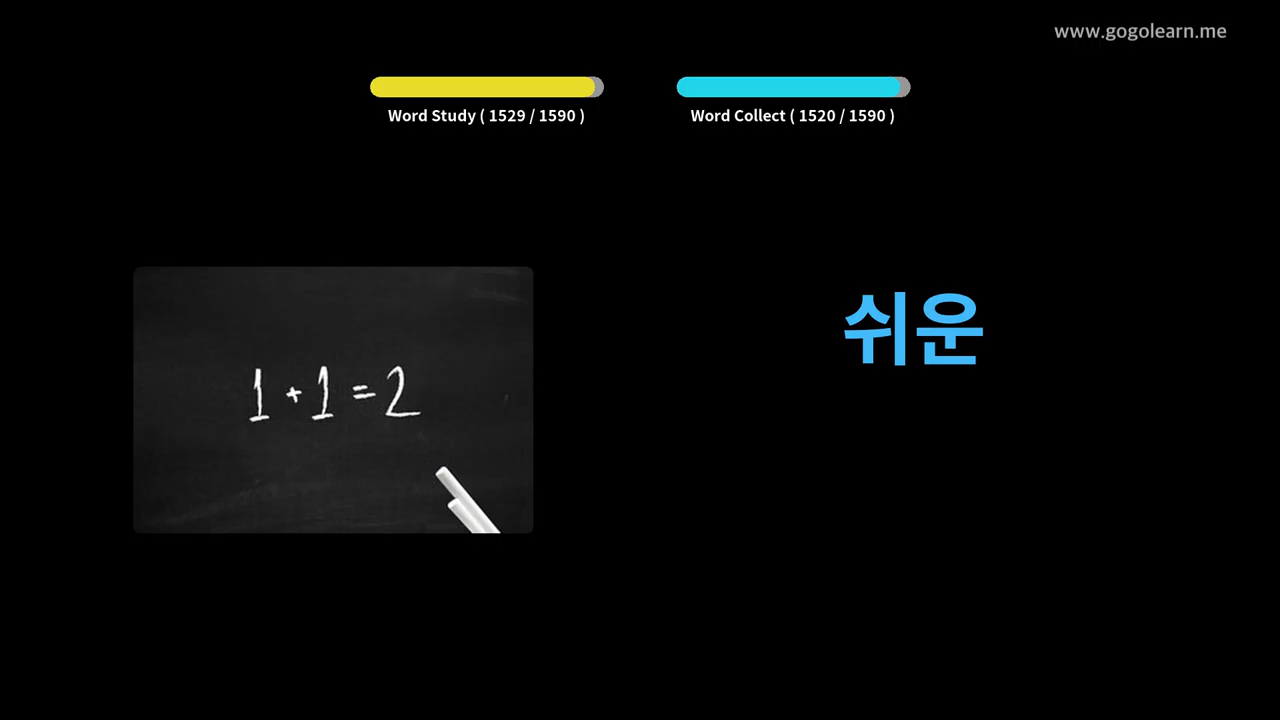 www.gogolearn.me
Word Study ( 1529 / 1590 )
Word Collect ( 1520 / 1590 )
1 + 1 = 2
쉬운